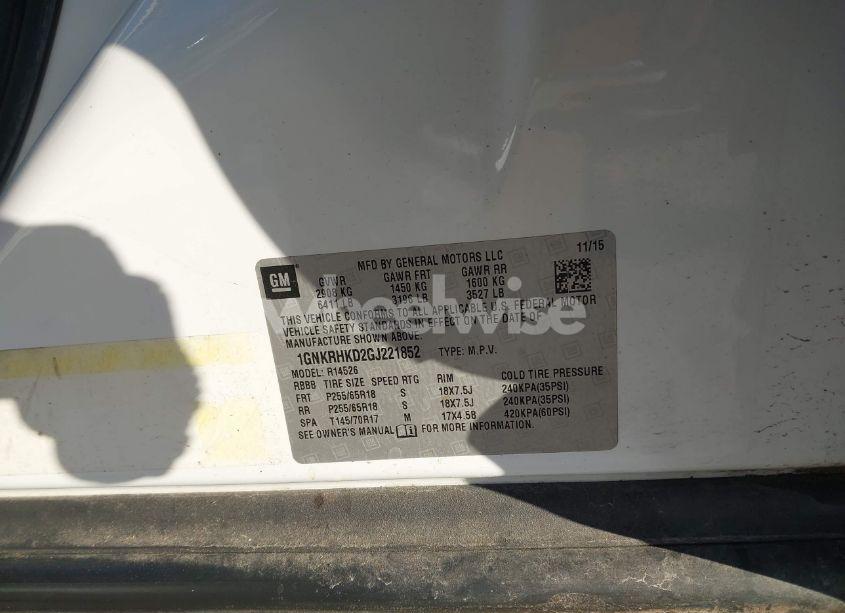 MFD BY GENERAL MOTORS LLC 11/15
GM
GVWR GAWR FRT GAWR RR
2908 KG 1450 KG 1600 KG
6411 LB 3196 LB 3527 LB
THIS VEHICLE CONFORMS TO ALL APPLICABLE U.S. FEDERAL MOTOR
VEHICLE SAFETY STANDARDS IN EFFECT ON THE DATE OF
MANUFACTURE SHOWN ABOVE.
1GNKRHKD2GJ221852 TYPE: M.P.V.
MODEL: R14526
RBBB TIRE SIZE SPEED RTG RIM COLD TIRE PRESSURE
FRT P255/65R18 S 18X7.5J 240KPA(35PSI)
RR P255/65R18 S 18X7.5J 240KPA(35PSI)
SPA T145/70R17 M 17X4.5B 420KPA(60PSI)
SEE OWNER'S MANUAL FOR MORE INFORMATION.